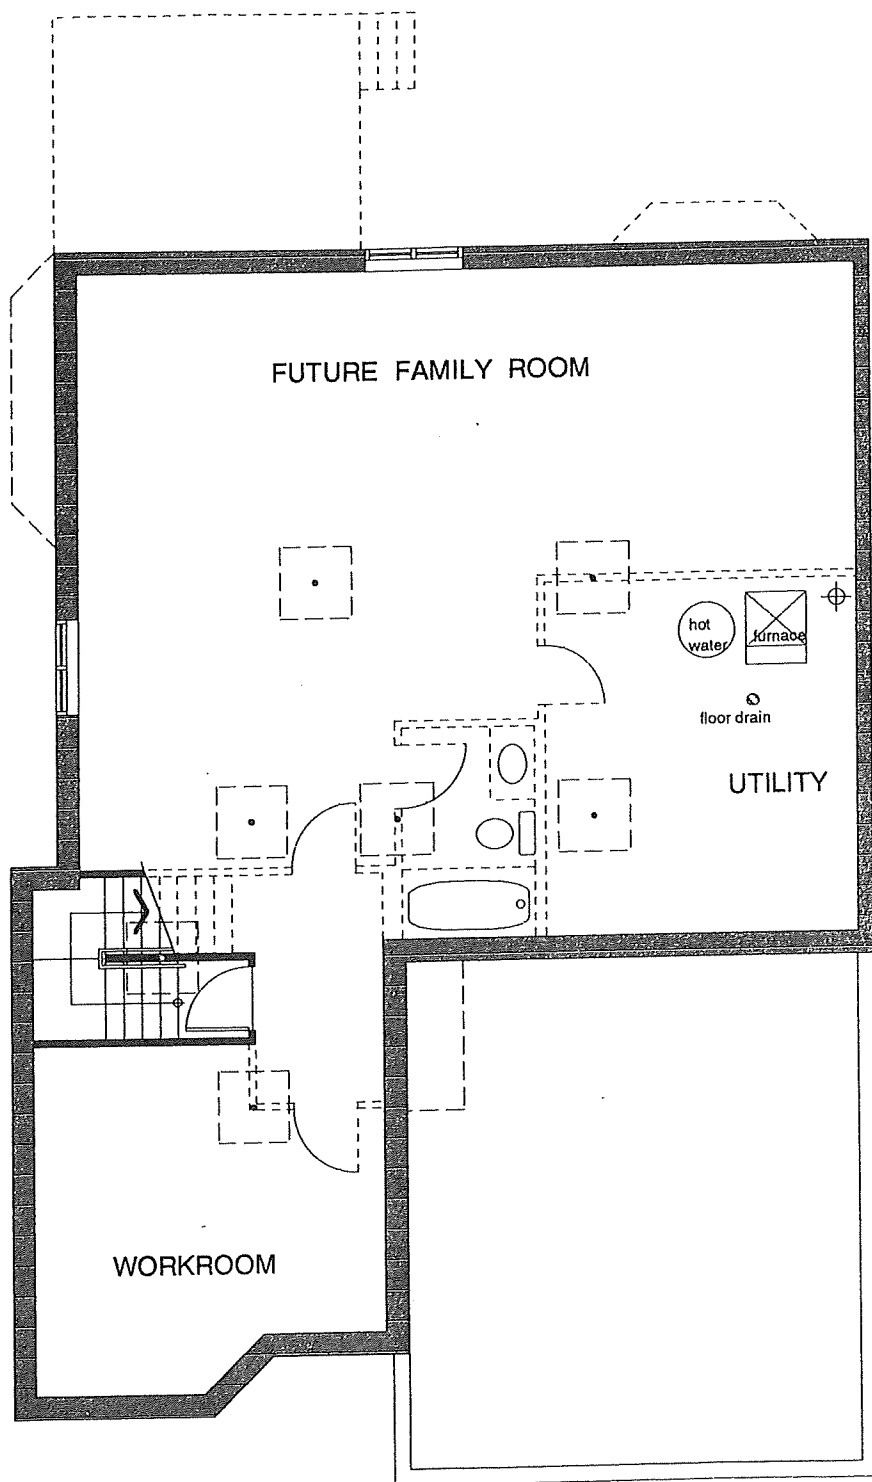 FUTURE FAMILY ROOM
hot
water
furnace
floor drain
UTILITY
WORKROOM